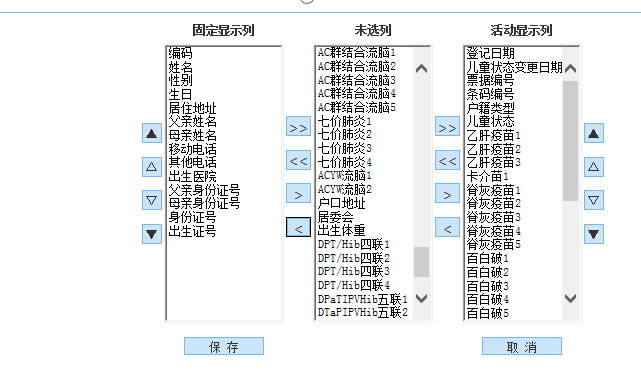 固定显示列
编码
姓名
性别
生日
居住地址
父亲姓名
母亲姓名
移动电话
其他电话
出生医院
父亲身份证号
母亲身份证号
身份证号
出生证号
保 存
>>
<<
>
<
未选列
AC群结合流脑1
AC群结合流脑2
AC群结合流脑3
AC群结合流脑4
AC群结合流脑5
七价肺炎1
七价肺炎2
七价肺炎3
七价肺炎4
ACYW流脑1
ACYW流脑2
户口地址
居委会
出生体重
DPT/Hib四联1
DPT/Hib四联2
DPT/Hib四联3
DPT/Hib四联4
DPaTIPVHib五联1
DTaPIPVHib五联2
>>
<<
>
<
活动显示列
登记日期
儿童状态变更日期
票据编号
条码编号
户籍类型
儿童状态
乙肝疫苗1
乙肝疫苗2
乙肝疫苗3
卡介苗1
脊灰疫苗1
脊灰疫苗2
脊灰疫苗3
脊灰疫苗4
脊灰疫苗5
百白破1
百白破2
百白破3
百白破4
百白破5
取 消